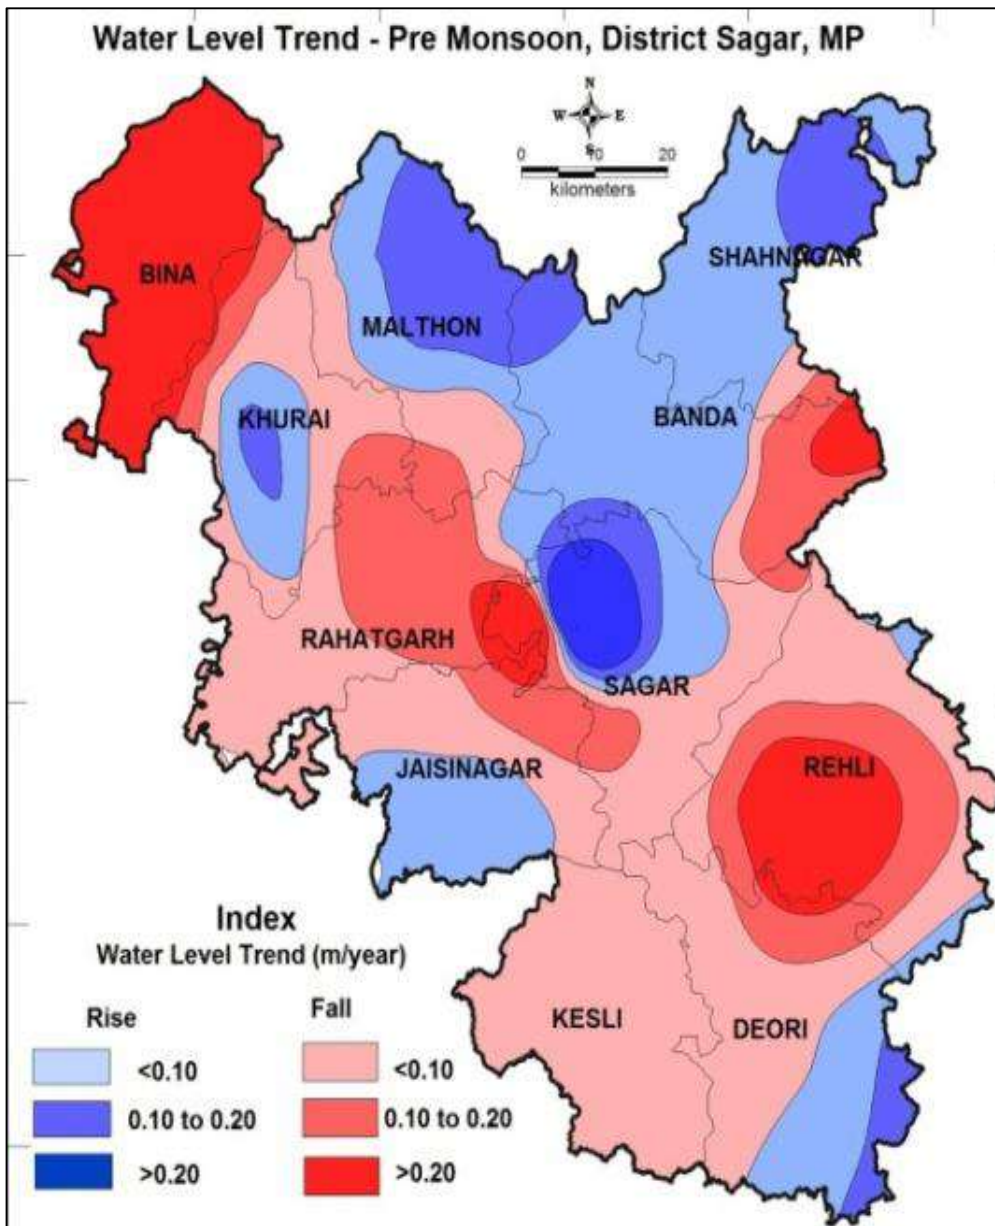 Water Level Trend - Pre Monsoon, District Sagar, MP
N
W E
S
0 10 20
kilometers
SHAHNAGAR
BINA
MALTHON
KHURAI
BANDA
RAHATGARH
SAGAR
JAISINAGAR
REHLI
KESLI
DEORI
Index
Water Level Trend (m/year)
Rise Fall
<0.10 <0.10
0.10 to 0.20 0.10 to 0.20
>0.20 >0.20